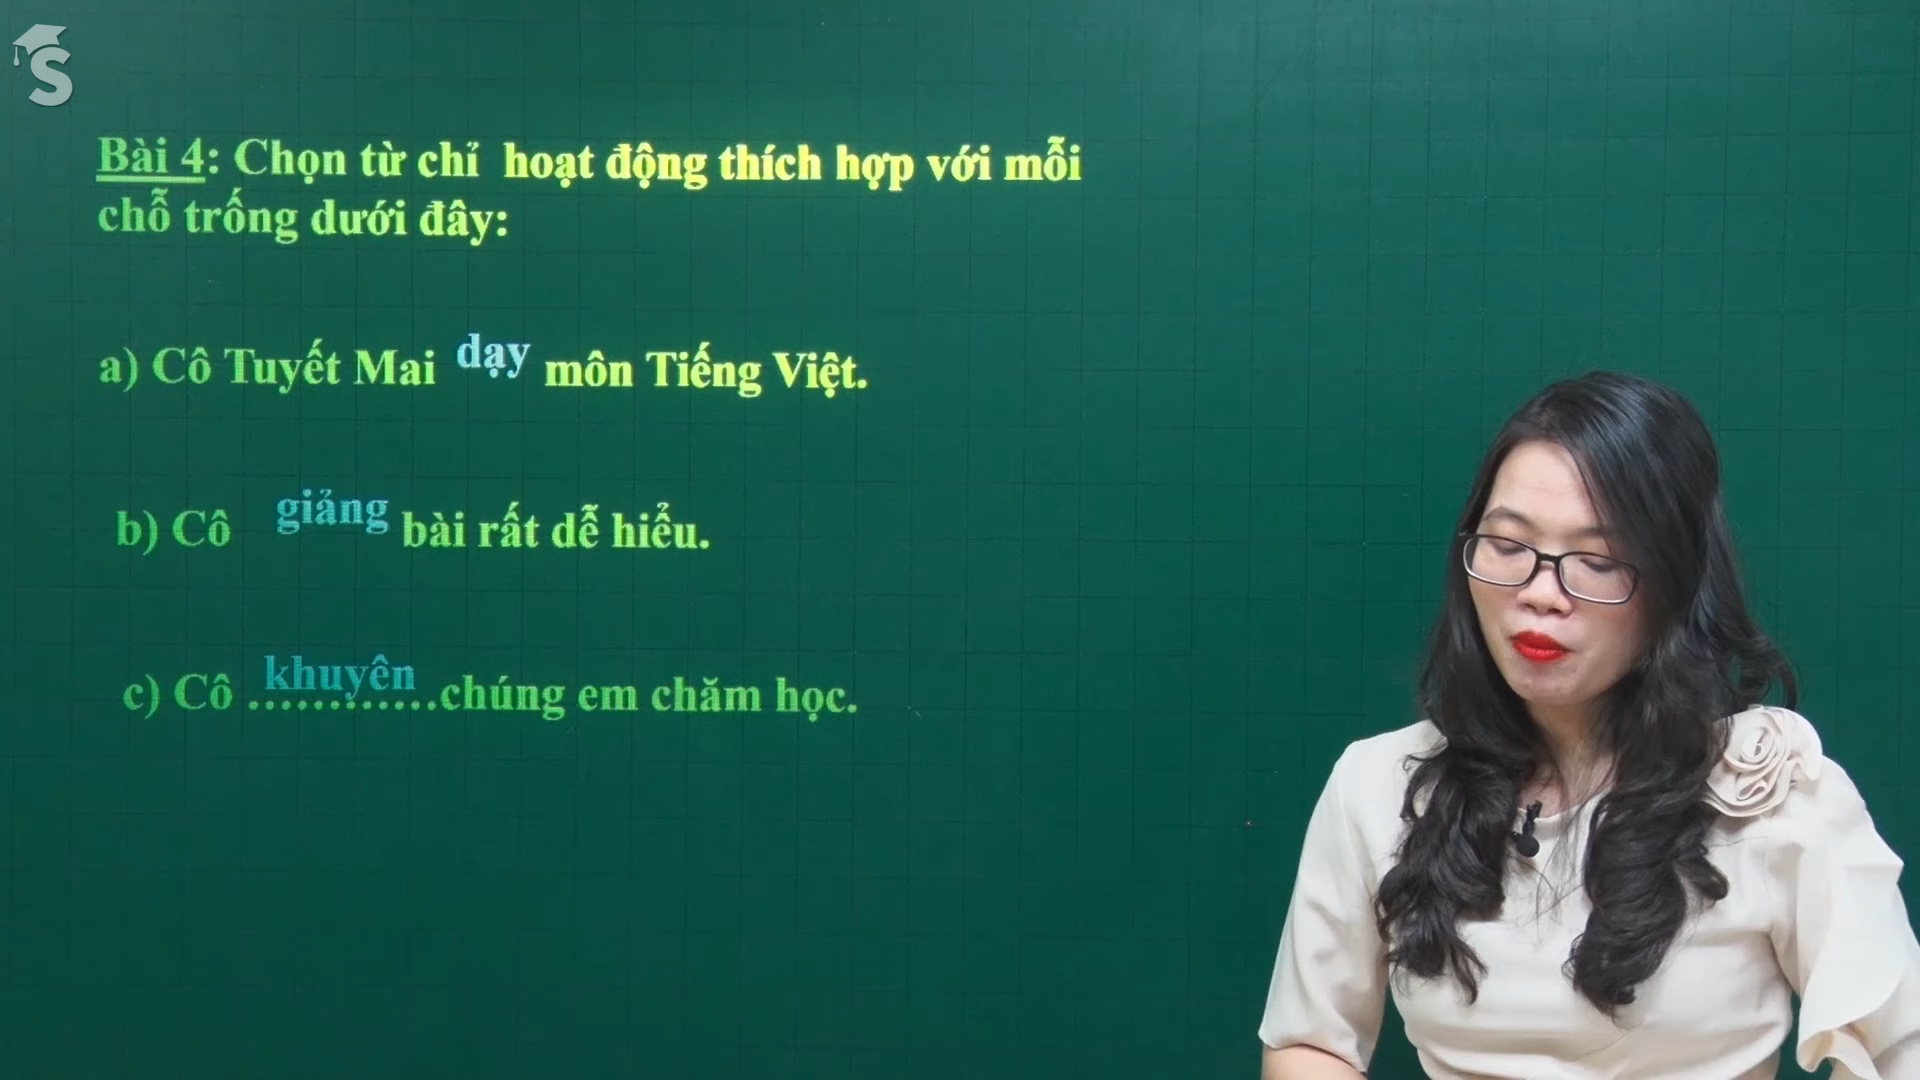 S
Bài 4: Chọn từ chỉ hoạt động thích hợp với mỗi
chỗ trống dưới đây:
a) Cô Tuyết Mai dạy môn Tiếng Việt.
b) Cô giảng bài rất dễ hiểu.
c) Cô khuyên ............chúng em chăm học.